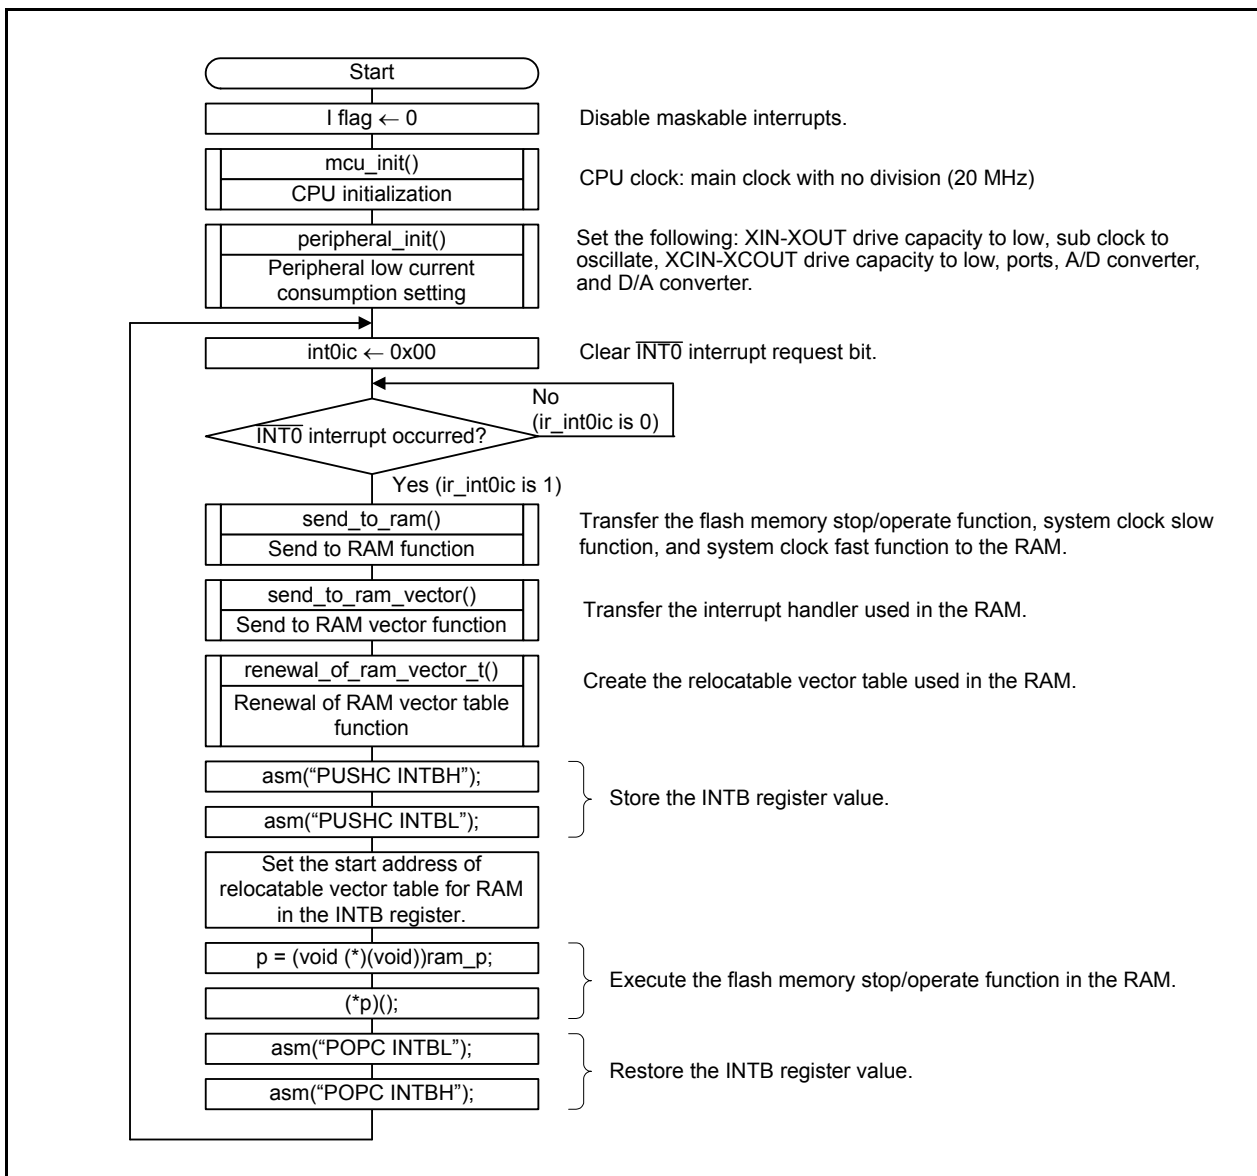 Start
I flag ← 0
Disable maskable interrupts.
mcu_init()
CPU initialization
CPU clock: main clock with no division (20 MHz)
peripheral_init()
Peripheral low current
consumption setting
Set the following: XIN-XOUT drive capacity to low, sub clock to
oscillate, XCIN-XCOUT drive capacity to low, ports, A/D converter,
and D/A converter.
int0ic ← 0x00
Clear I̅N̅T̅0̅ interrupt request bit.
No
(ir_int0ic is 0)
I̅N̅T̅0̅ interrupt occurred?
Yes (ir_int0ic is 1)
send_to_ram()
Send to RAM function
Transfer the flash memory stop/operate function, system clock slow
function, and system clock fast function to the RAM.
send_to_ram_vector()
Send to RAM vector function
Transfer the interrupt handler used in the RAM.
renewal_of_ram_vector_t()
Renewal of RAM vector table
function
Create the relocatable vector table used in the RAM.
asm(“PUSHC INTBH”);
asm(“PUSHC INTBL”);
Store the INTB register value.
Set the start address of
relocatable vector table for RAM
in the INTB register.
p = (void (*)(void))ram_p;
(*p)();
Execute the flash memory stop/operate function in the RAM.
asm(“POPC INTBL”);
asm(“POPC INTBH”);
Restore the INTB register value.